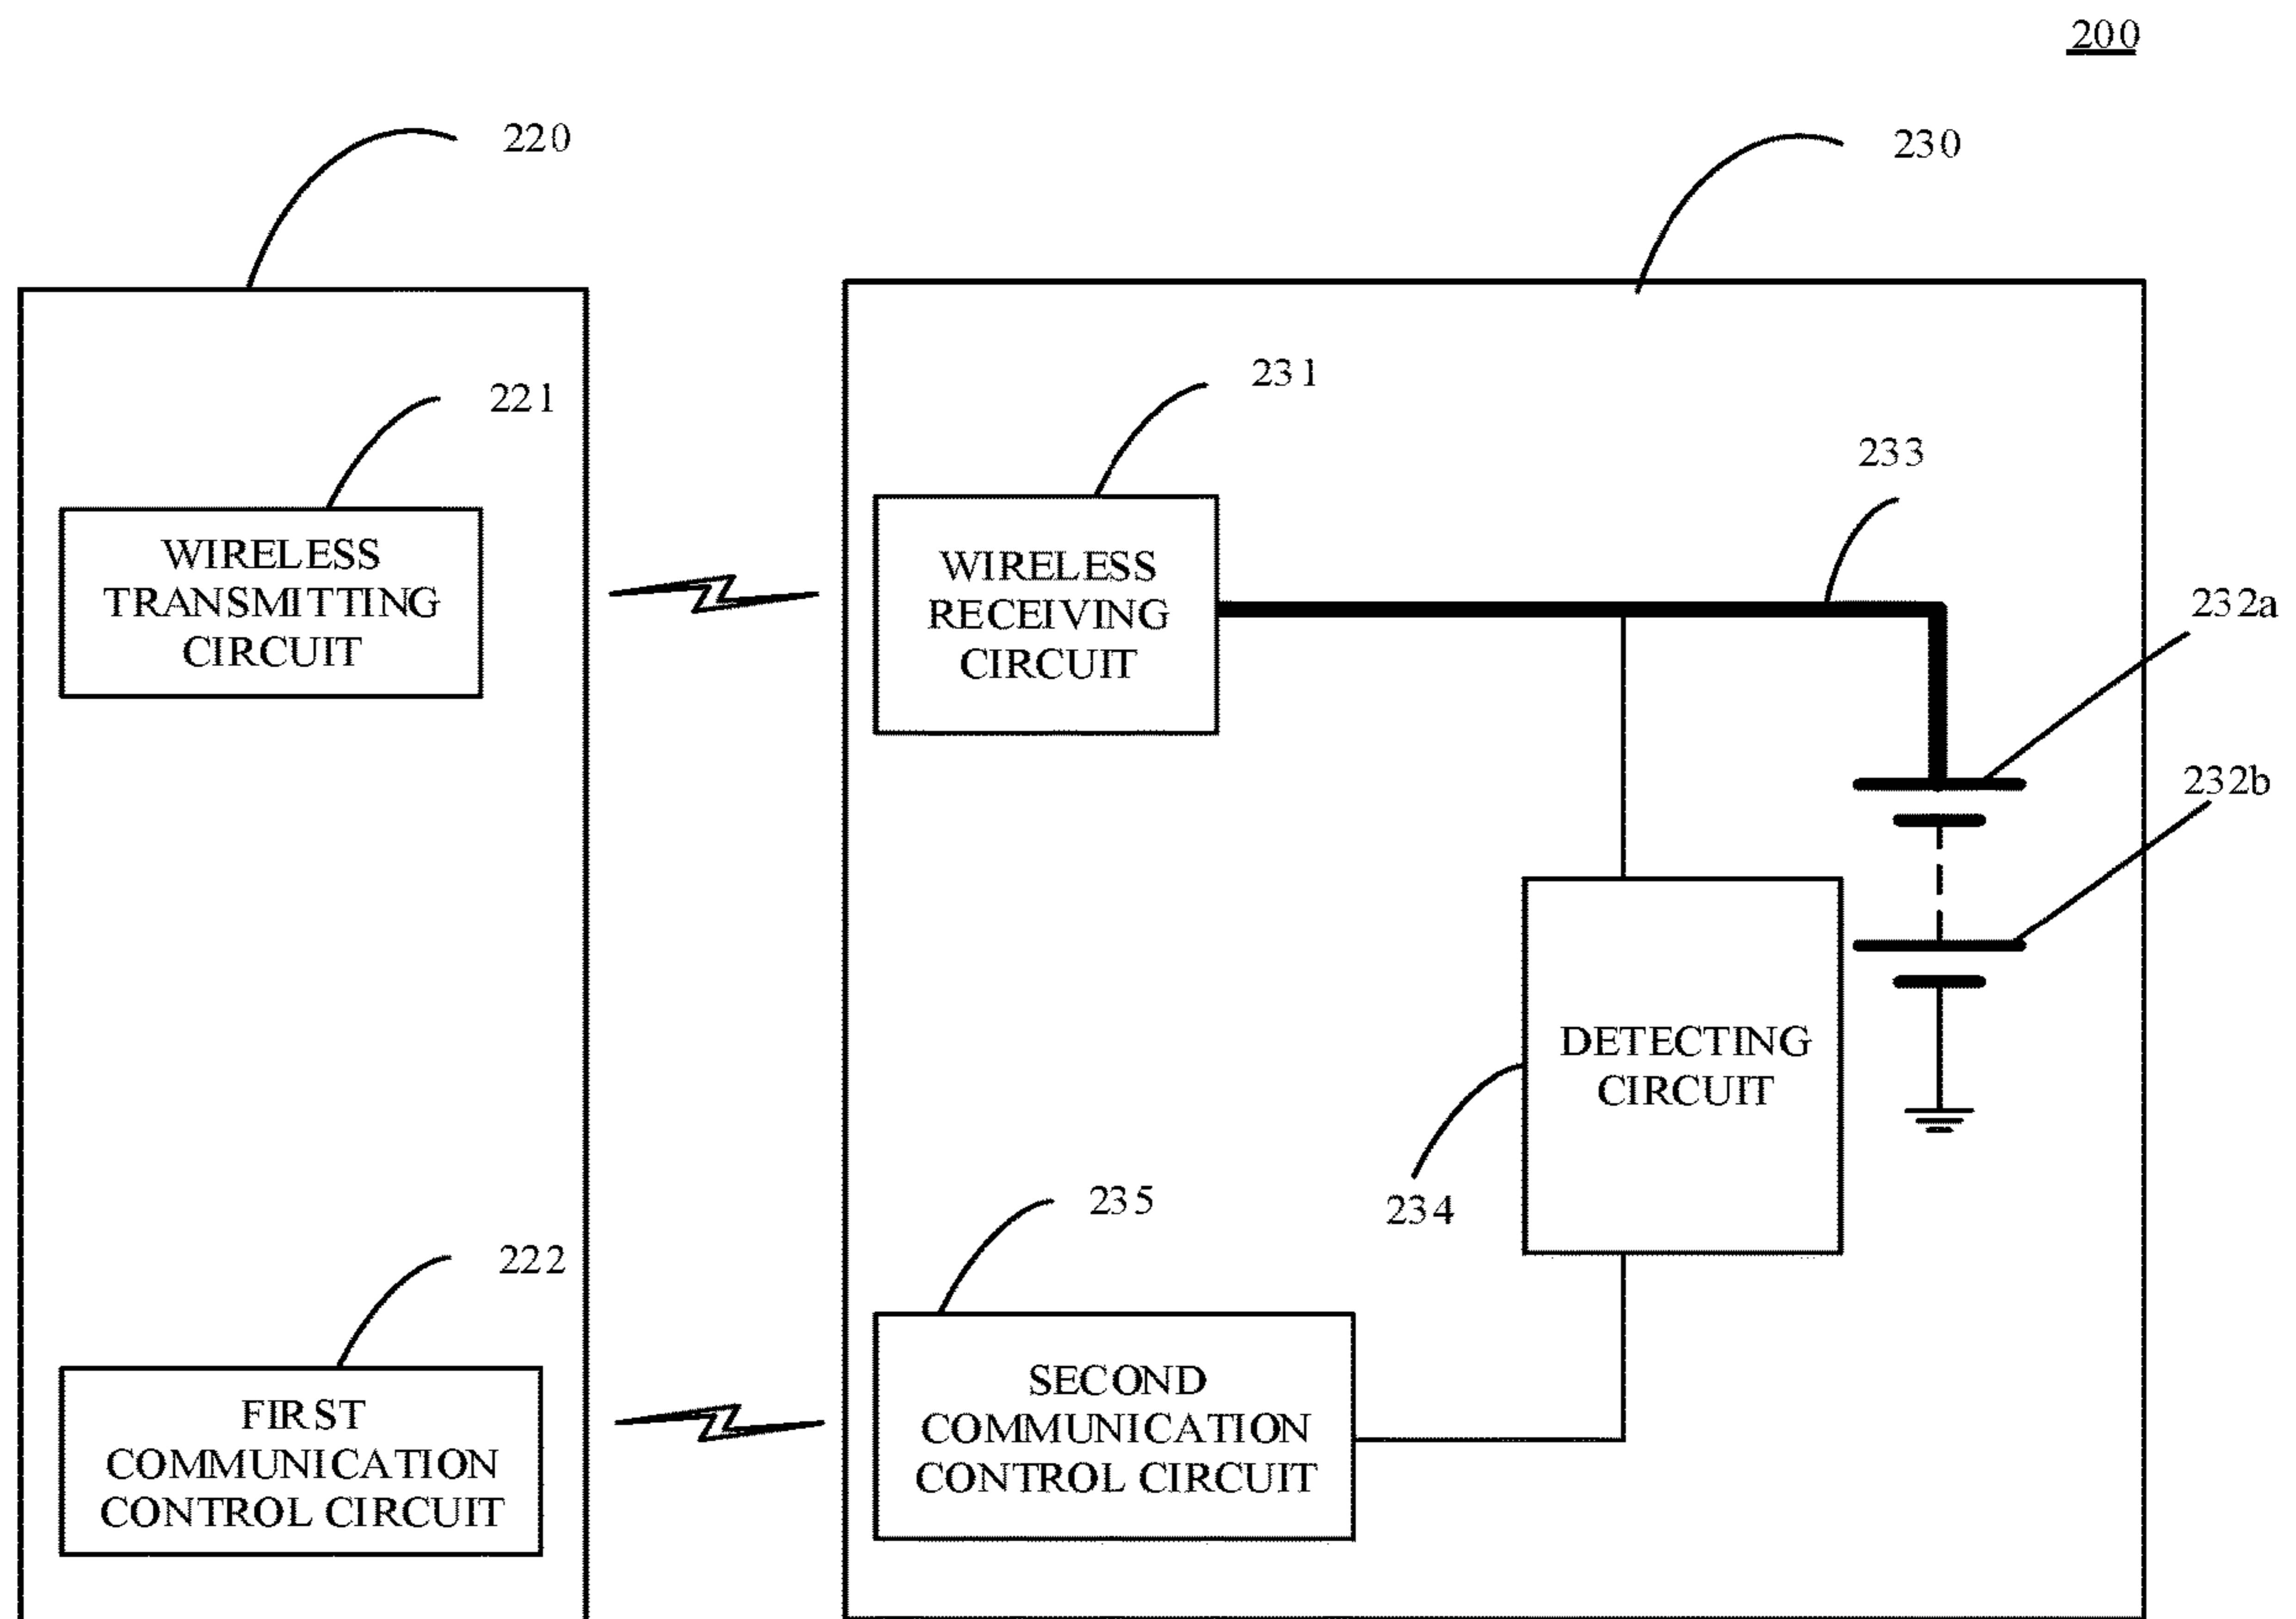 200
220
230
221
231
233
WIRELESS
TRANSMITTING
CIRCUIT
WIRELESS
RECEIVING
CIRCUIT
232a
232b
DETECTING
CIRCUIT
234
235
222
FIRST
COMMUNICATION
CONTROL CIRCUIT
SECOND
COMMUNICATION
CONTROL CIRCUIT